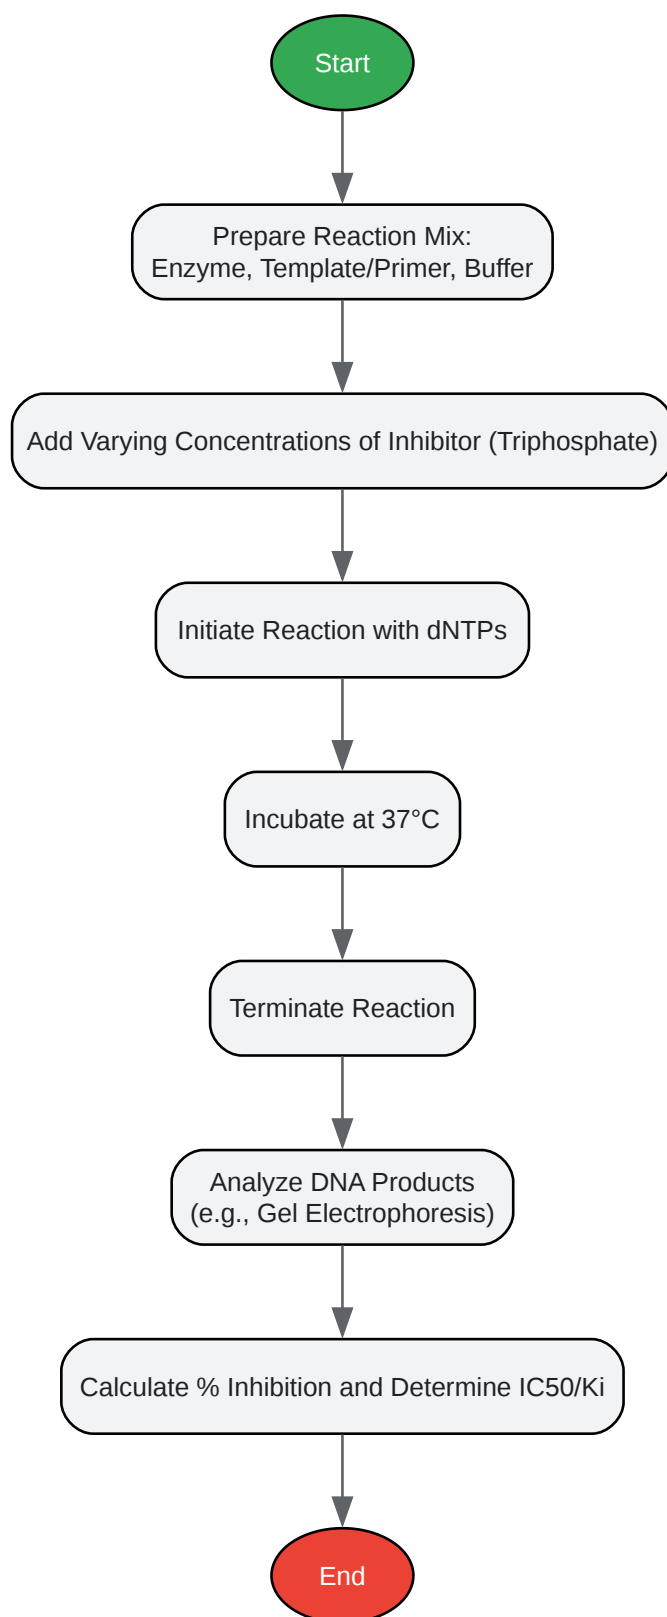 Start
Prepare Reaction Mix:
Enzyme, Template/Primer, Buffer
Add Varying Concentrations of Inhibitor (Triphosphate)
Initiate Reaction with dNTPs
Incubate at 37°C
Terminate Reaction
Analyze DNA Products
(e.g., Gel Electrophoresis)
Calculate % Inhibition and Determine IC50/Ki
End